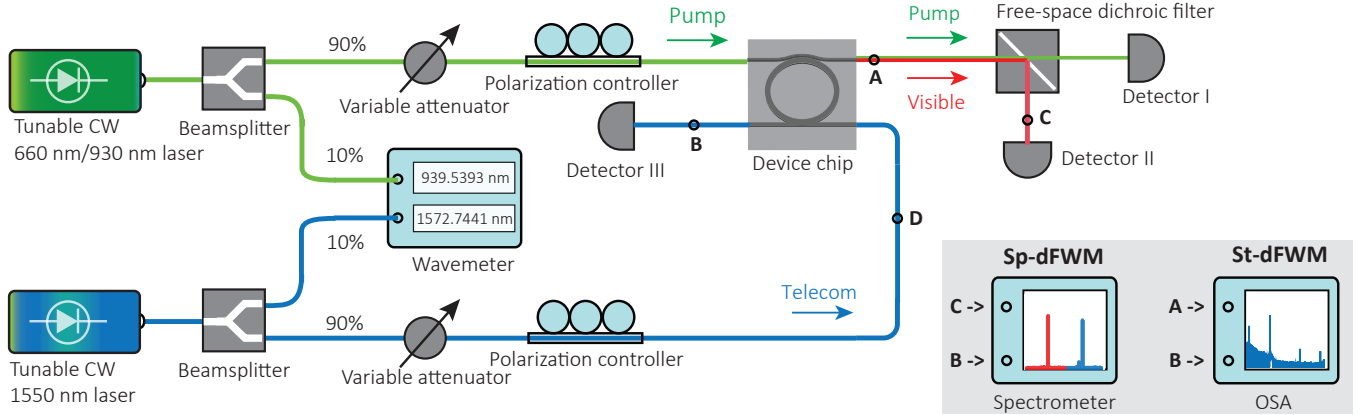 Pump
Pump
Free-space dichroic filter
90%
A
Polarization controller
Visible
Variable attenuator
Detector I
Tunable CW
660 nm/930 nm laser
Beamsplitter
C
B
Detector III
Device chip
Detector II
10%
939.5393 nm
1572.7441 nm
10%
Wavemeter
D
Sp-dFWM
St-dFWM
Telecom
C ->
A ->
90%
B ->
B ->
Polarization controller
Variable attenuator
Beamsplitter
Tunable CW
1550 nm laser
Spectrometer
OSA